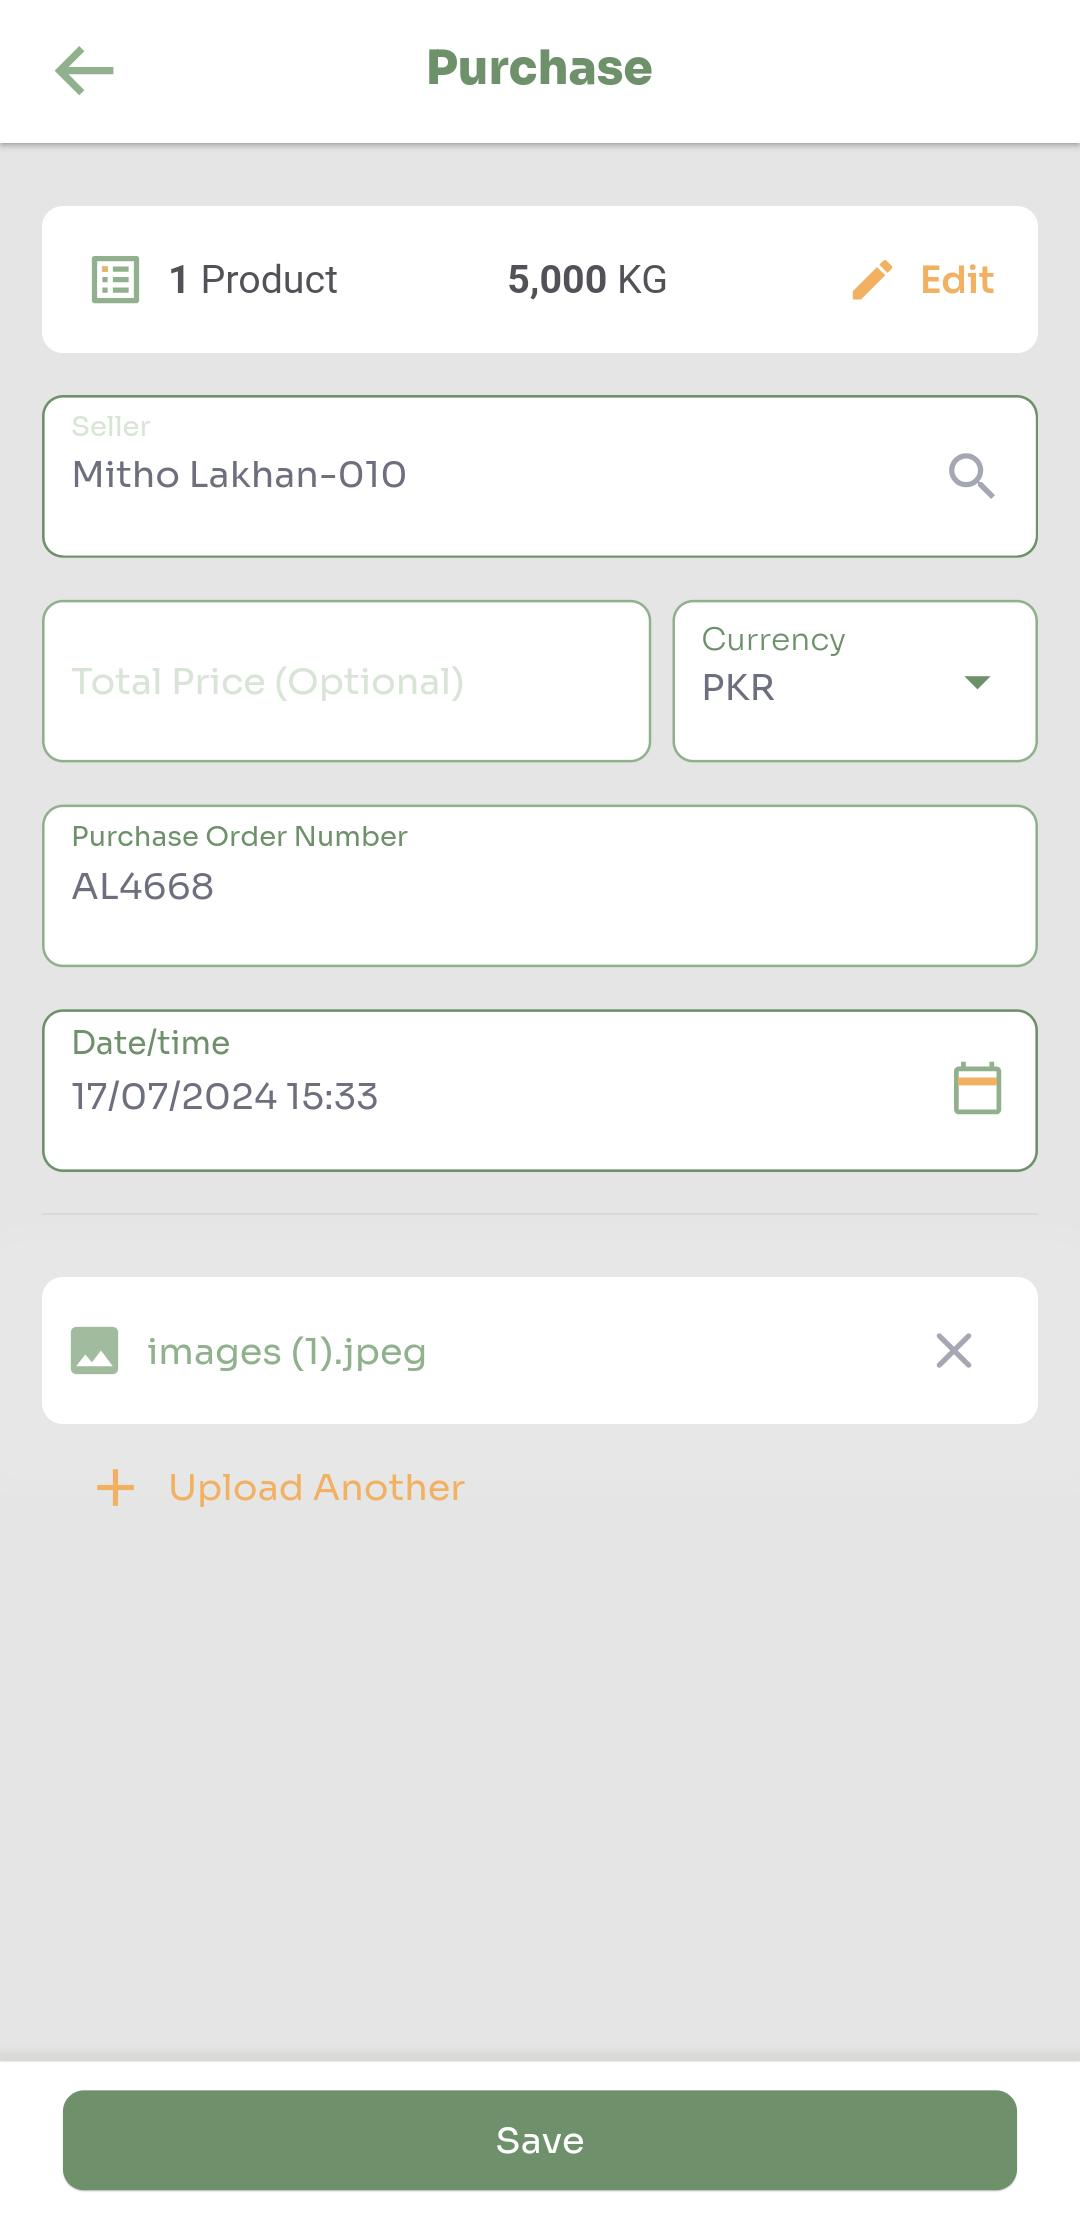 Purchase
1 Product 5,000 KG Edit
Seller
Mitho Lakhan-010
Total Price (Optional)
Currency
PKR
Purchase Order Number
AL4668
Date/time
17/07/2024 15:33
images (1).jpeg
Upload Another
Save